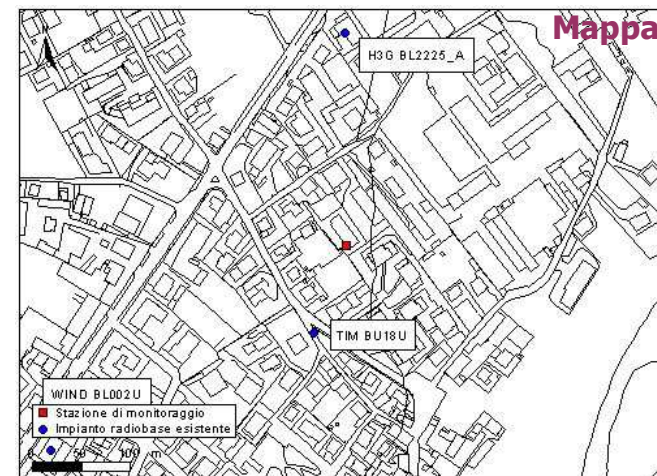 Mappa
N
H3G BL2225_A
TIM BU18U
WIND BL002U
Stazione di monitoraggio
Impianto radiobase esistente
0 50 100 m